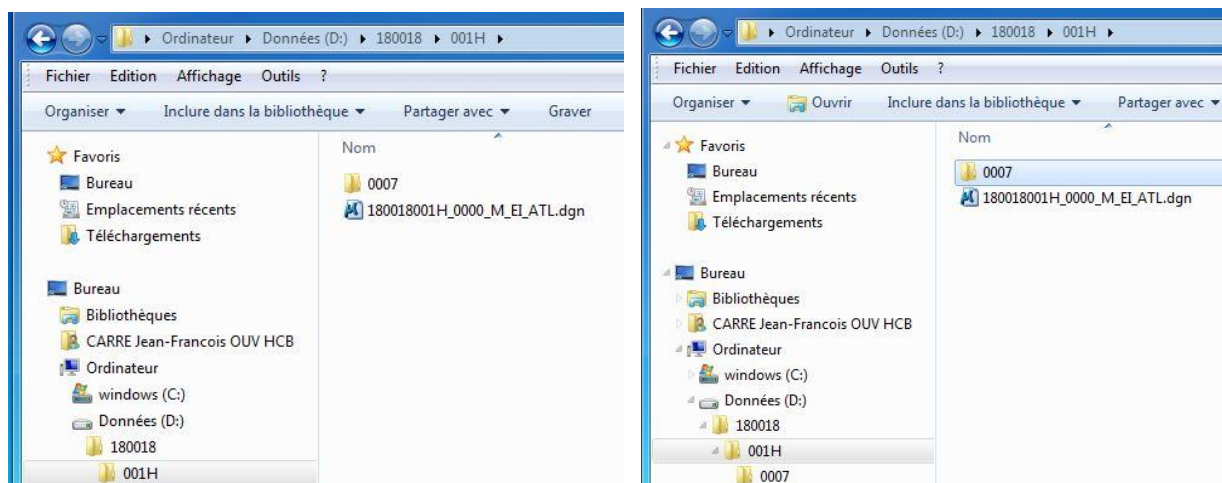 Ordinateur Données (D:) 180018 001H
Fichier Edition Affichage Outils ?
Organiser Inclure dans la bibliothèque Partager avec Graver
Favoris
Bureau
Emplacements récents
Téléchargements
Bureau
Bibliothèques
CARRE Jean-Francois OUV HCB
Ordinateur
windows (C:)
Données (D:)
180018
001H
Nom
0007
180018001H_0000_M_EI_ATL.dgn
Ordinateur Données (D:) 180018 001H
Fichier Edition Affichage Outils ?
Organiser Ouvrir Inclure dans la bibliothèque Partager avec
Favoris
Bureau
Emplacements récents
Téléchargements
Bureau
Bibliothèques
CARRE Jean-Francois OUV HCB
Ordinateur
windows (C:)
Données (D:)
180018
001H
0007
Nom
0007
180018001H_0000_M_EI_ATL.dgn